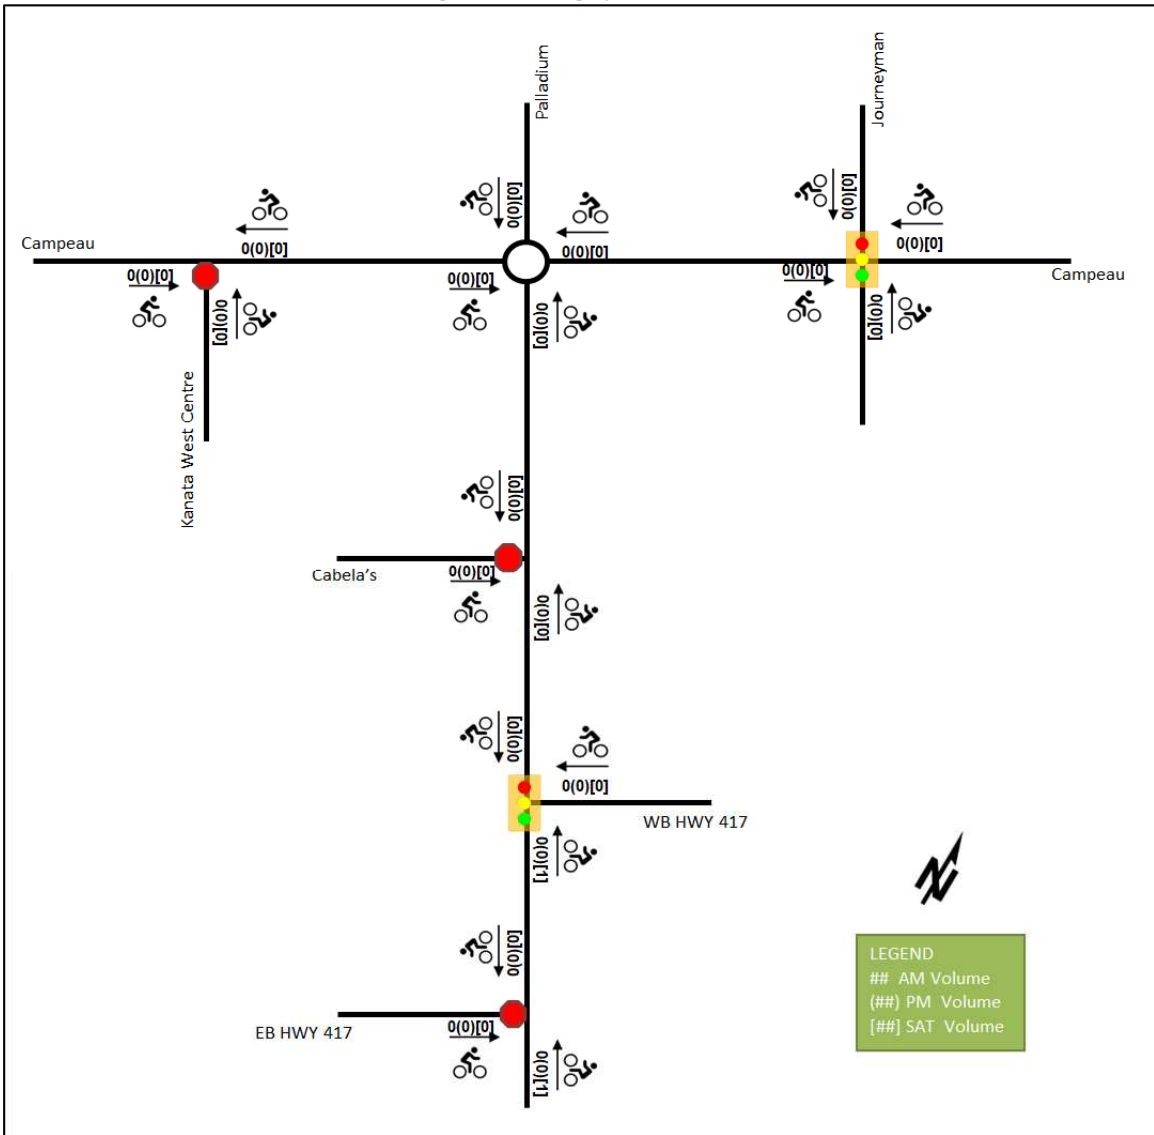 Palladium
Journeyman
0(0)[0]
0(0)[0]
0(0)[0]
0(0)[0]
0(0)[0]
Campeau
0(0)[0]
0(0)[0]
0(0)[0]
Campeau
0(0)[0]
0(0)[0]
0(0)[0]
Kanata West Centre
0(0)[0]
Cabela's
0(0)[0]
0(0)[0]
0(0)[0]
0(0)[0]
WB HWY 417
0(0)[1]
0(0)[0]
EB HWY 417
0(0)[0]
0(0)[1]
LEGEND
## AM Volume
(##) PM Volume
[##] SAT Volume